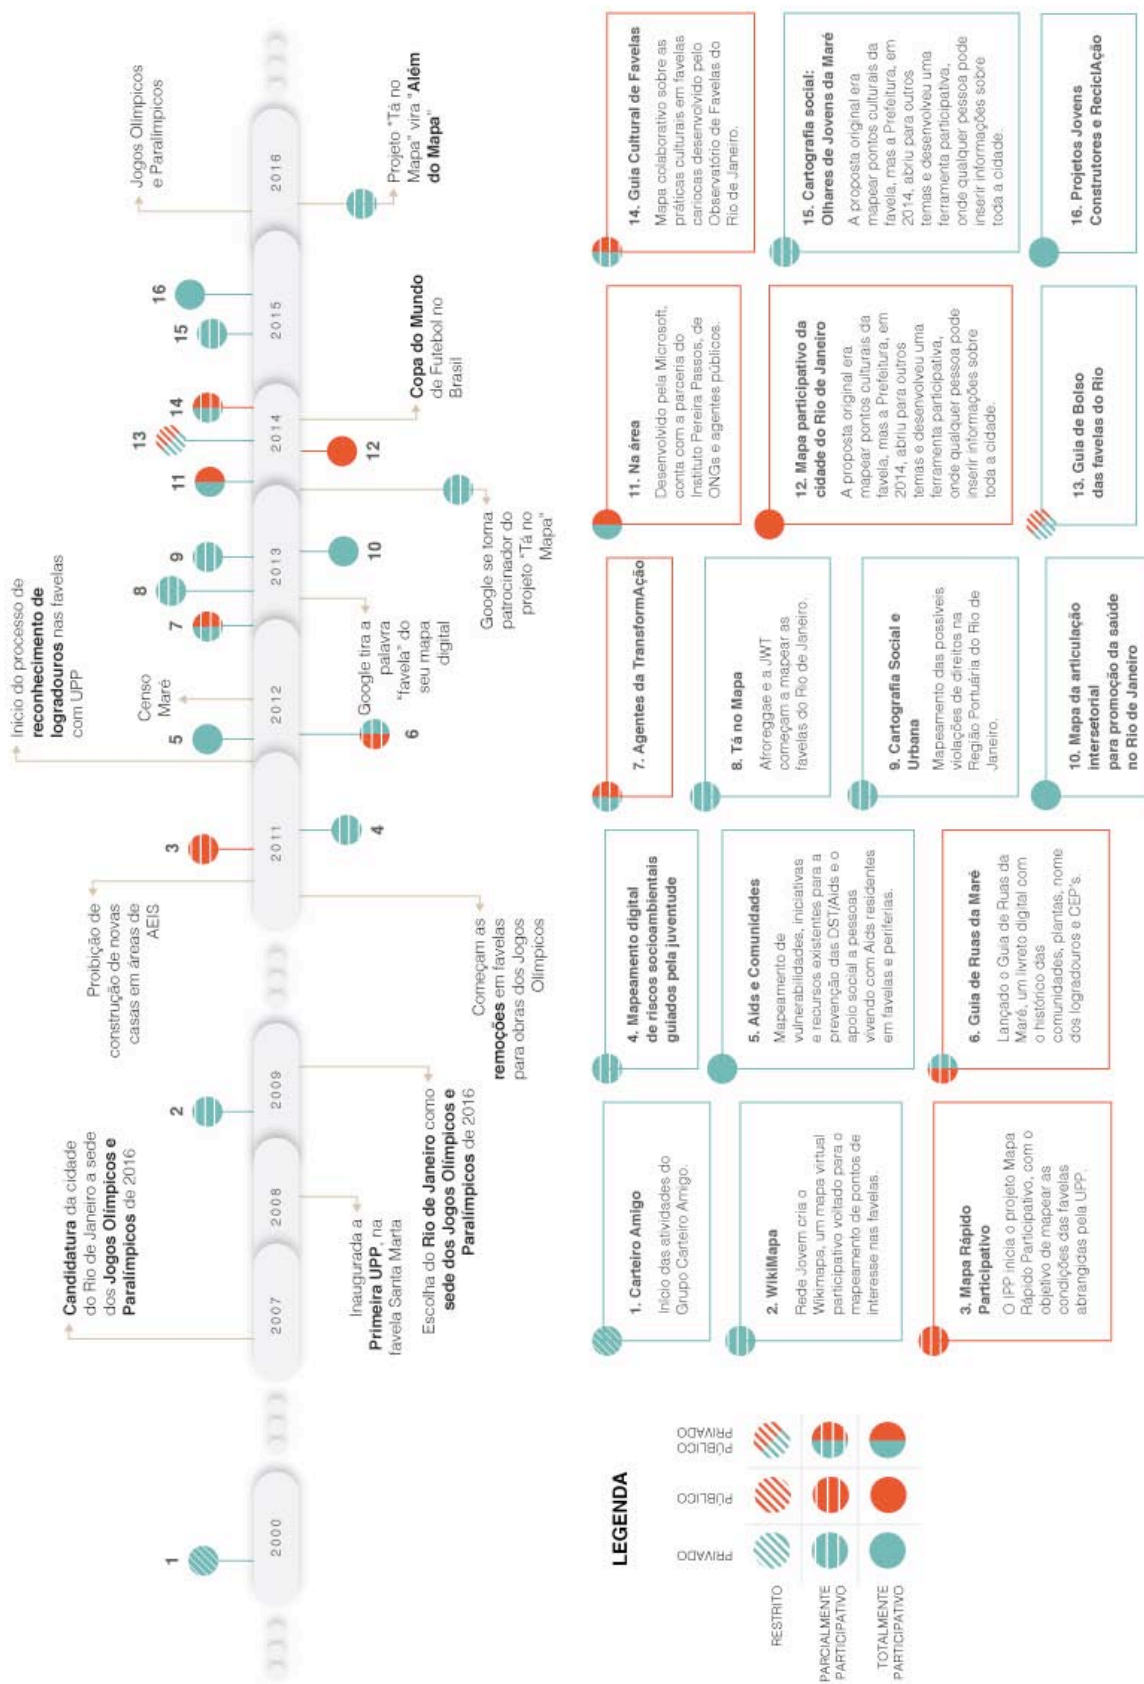 Candidatura da cidade
do Rio de Janeiro a sede
dos Jogos Olímpicos e
Paralímpicos de 2016
Proibição de
construção de novas
casas em áreas de
AEIS
Início do processo de
reconhecimento de
logradouros nas favelas
com UPP
Censo
Maré
Jogos Olímpicos
e Paralímpicos
1
2
3
5
7
8
9
11
13
14
15
16
2000
2007
2008
2009
2011
2012
2013
2014
2015
2016
4
6
10
12
Inaugurada a
Primeira UPP, na
favela Santa Marta
Escolha do Rio de Janeiro como
sede dos Jogos Olímpicos e
Paralímpicos de 2016
Começam as
remoções em favelas
para obras dos Jogos
Olímpicos
Google tira a
palavra
"favela" do
seu mapa
digital
Google se torna
patrocinador do
projeto "Tá no
Mapa"
Copa do Mundo
de Futebol no
Brasil
Projeto "Tá no
Mapa" vira "Além
do Mapa"
LEGENDA
PRIVADO
PÚBLICO
PÚBLICO
PRIVADO
RESTRITO
PARCIALMENTE
PARTICIPATIVO
TOTALMENTE
PARTICIPATIVO
1. Carteiro Amigo
Início das atividades do
Grupo Carteiro Amigo.
2. WikiMapa
Rede Jovem cria o
Wikimapa, um mapa virtual
participativo voltado para o
mapeamento de pontos de
interesse nas favelas.
3. Mapa Rápido
Participativo
O IPP inicia o projeto Mapa
Rápido Participativo, com o
objetivo de mapear as
condições das favelas
abrangidas pela UPP.
4. Mapeamento digital
de riscos socioambientais
guiados pela juventude
5. Aids e Comunidades
Mapeamento de
vulnerabilidades, iniciativas
e recursos existentes para a
prevenção das DST/Aids e o
apoio social a pessoas
vivendo com Aids residentes
em favelas e periferias.
6. Guia de Ruas da Maré
Lançado o Guia de Ruas da
Maré, um livreto digital com
o histórico das
comunidades, plantas, nome
dos logradouros e CEP's.
7. Agentes da TransformAção
8. Tá no Mapa
Afroreggae e a JWT
começam a mapear as
favelas do Rio de Janeiro.
9. Cartografia Social e
Urbana
Mapeamento das possíveis
violações de direitos na
Região Portuária do Rio de
Janeiro.
10. Mapa da articulação
intersetorial
para promoção da saúde
no Rio de Janeiro
11. Na área
Desenvolvido pela Microsoft,
conta com a parceria do
Instituto Pereira Passos, de
ONGs e agentes públicos.
12. Mapa participativo da
cidade do Rio de Janeiro
A proposta original era
mapear pontos culturais da
favela, mas a Prefeitura, em
2014, abriu para outros
temas e desenvolveu uma
ferramenta participativa,
onde qualquer pessoa pode
inserir informações sobre
toda a cidade.
13. Guia de Bolso
das favelas do Rio
14. Guia Cultural de Favelas
Mapa colaborativo sobre as
práticas culturais em favelas
cariocas desenvolvido pelo
Observatório de Favelas do
Rio de Janeiro.
15. Cartografia social:
Olhares de Jovens da Maré
A proposta original era
mapear pontos culturais da
favela, mas a Prefeitura, em
2014, abriu para outros
temas e desenvolveu uma
ferramenta participativa,
onde qualquer pessoa pode
inserir informações sobre
toda a cidade.
16. Projetos Jovens
Construtores e ReciclAção